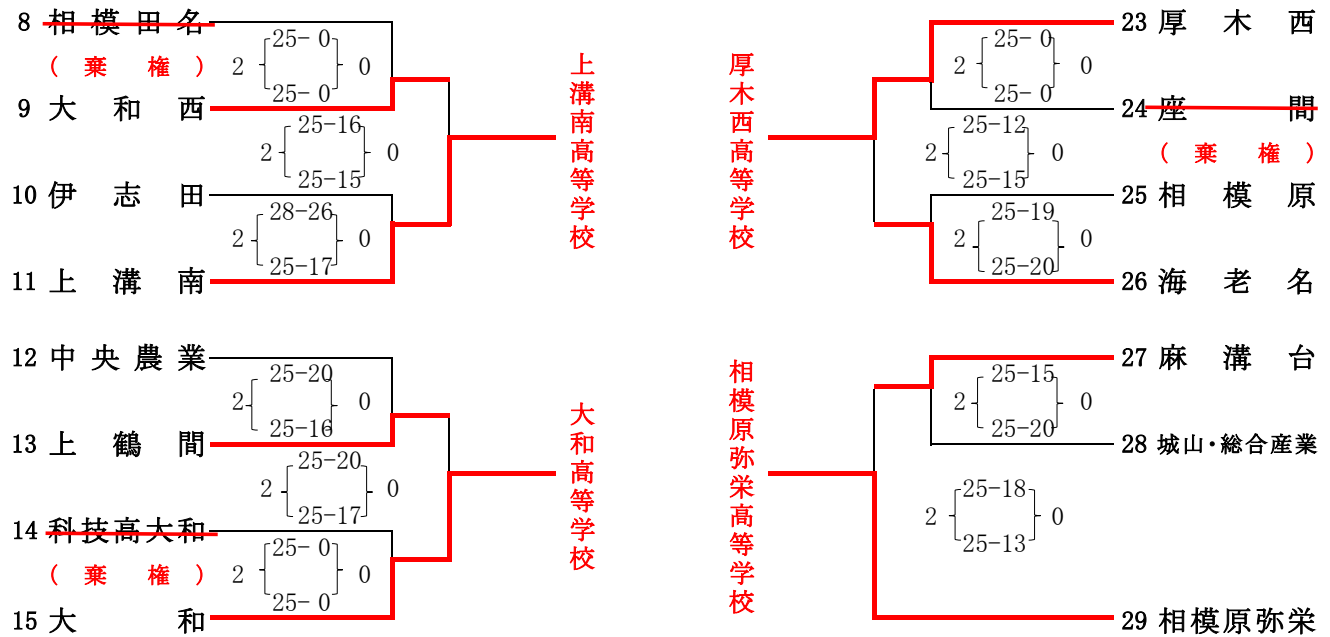 8 相模田名
(棄権)
2 25-0 0
25-0
9 大和西
2 25-16 0
25-15
10 伊志田
2 28-26 0
25-17
11 上溝南
上溝南高等学校
12 中央農業
2 25-20 0
25-16
13 上鶴間
2 25-20 0
25-17
14 科技高大和
(棄権)
2 25-0 0
25-0
15 大和
大和高等学校
厚木西高等学校
23 厚木西
2 25-0 0
25-0
24 座間
(棄権)
2 25-12 0
25-15
25 相模原
2 25-19 0
25-20
26 海老名
相模原弥栄高等学校
27 麻溝台
2 25-15 0
25-20
28 城山・総合産業
2 25-18 0
25-13
29 相模原弥栄